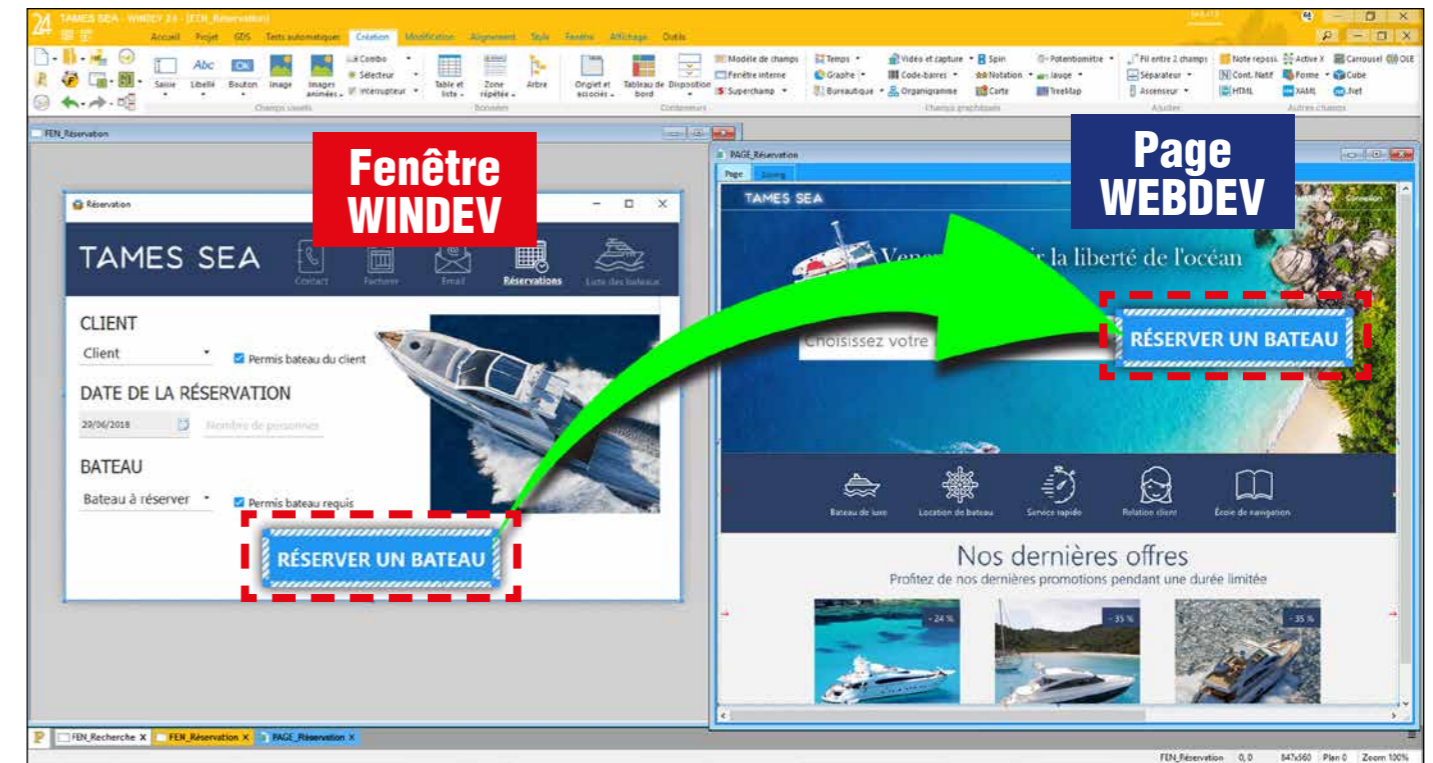 24 TAMES SEA - WINDEV 24 - [FEN_Réservation]
Accueil Projet GDS Tests automatiques Création Modification Alignement Style Fenêtre Affichage Outils
Saisie Libellé Bouton Image Images animées
Combo
Sélecteur
Interrupteur
Table et liste Zone répétée Arbre Onglet et associés Tableau de bord Disposition
Modèle de champs Temps Vidéo et capture Spin Potentiomètre Fil entre 2 champs Note repos. Active X Carrousel OLE
Fenêtre interne Graphe Code-barres Notation Jauge Séparateur Cont. Natif Forme Cube
Superchamp Bureautique Organigramme Carte TreeMap Ascenseur HTML XAML .Net
Champs usuels Données Conteneurs Champs graphiques Ajouter Autres champs
FEN_Réservation
Fenêtre
WINDEV
Réservation
TAMES SEA
Contact Facturer Email Réservations Liste des bateaux
CLIENT
Client Permis bateau du client
DATE DE LA RÉSERVATION
29/06/2018 Nombre de personnes
BATEAU
Bateau à réserver Permis bateau requis
RÉSERVER UN BATEAU
PAGE_Réservation
Page
Page
WEBDEV
TAMES SEA
Connexion
la liberté de l'océan
Choisissez votre
RÉSERVER UN BATEAU
Bateau de luxe Location de bateau Service rapide Relation client École de navigation
Nos dernières offres
Profitez de nos dernières promotions pendant une durée limitée
- 24 % - 35 % - 35 %
FEN_Recherche X FEN_Réservation X PAGE_Réservation X
FEN_Réservation 0,0 847x560 Plan 0 Zoom 100%